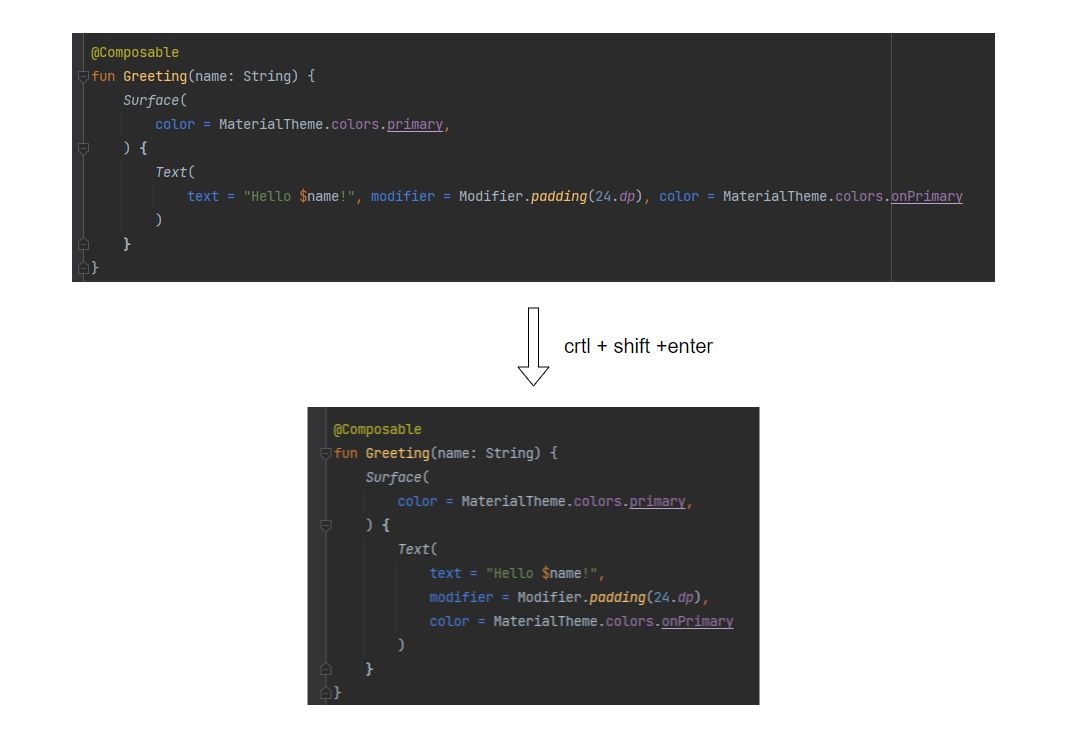 @Composable
fun Greeting(name: String) {
Surface(
color = MaterialTheme.colors.primary,
) {
Text(
text = "Hello $name!", modifier = Modifier.padding(24.dp), color = MaterialTheme.colors.onPrimary
)
}
}
crtl + shift +enter
@Composable
fun Greeting(name: String) {
Surface(
color = MaterialTheme.colors.primary,
) {
Text(
text = "Hello $name!",
modifier = Modifier.padding(24.dp),
color = MaterialTheme.colors.onPrimary
)
}
}